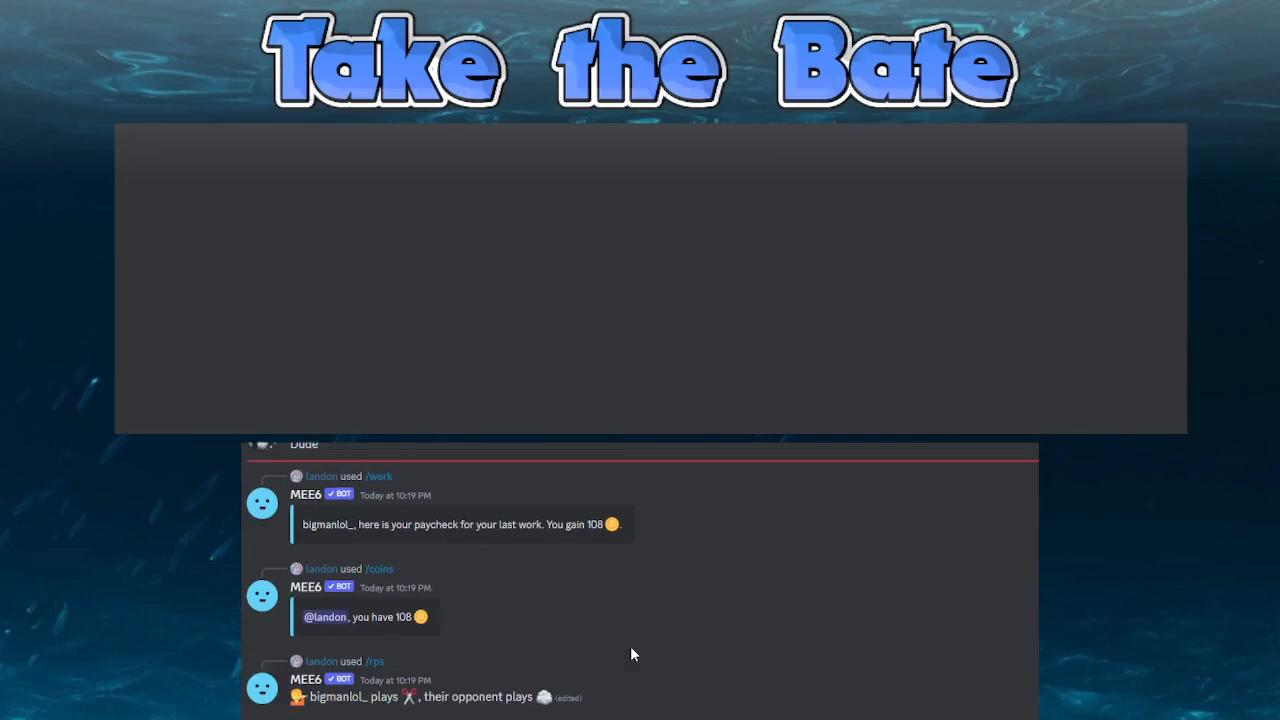 Take the Bate
Dude
landon used /work
MEE6 ✓ BOT Today at 10:19 PM
bigmanlol_, here is your paycheck for your last work. You gain 108 🪙.
landon used /coins
MEE6 ✓ BOT Today at 10:19 PM
@landon, you have 108 🪙
landon used /rps
MEE6 ✓ BOT Today at 10:19 PM
💁 bigmanlol_ plays ✂️, their opponent plays 🪨 (edited)